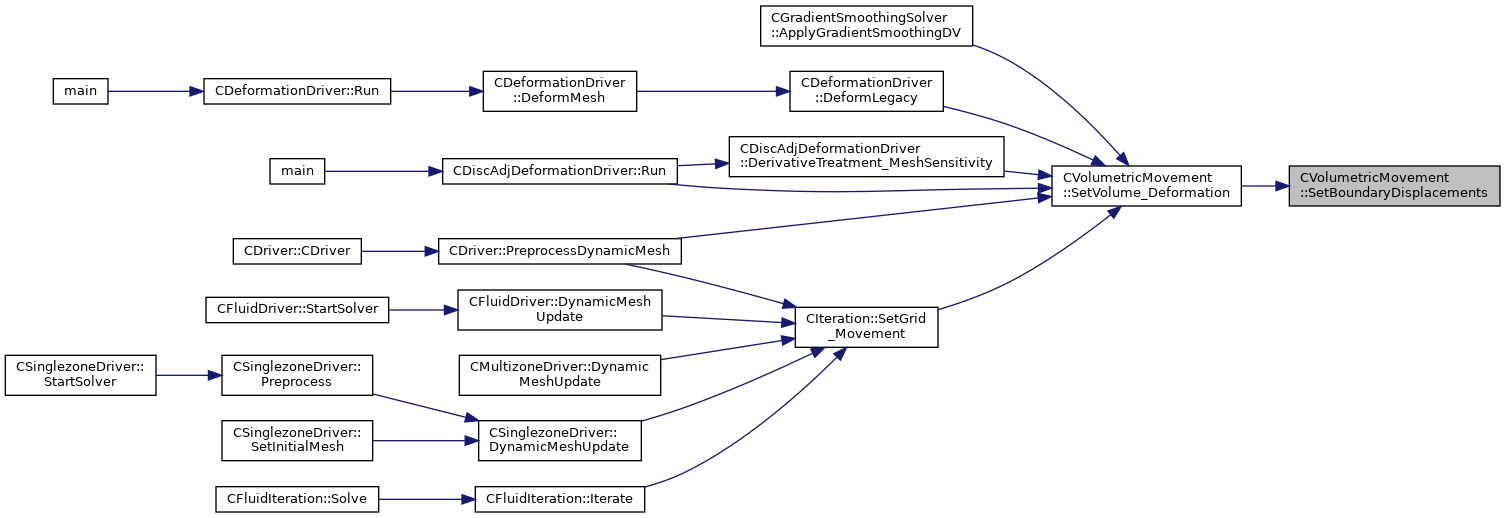 CGradientSmoothingSolver
::ApplyGradientSmoothingDV
main
CDeformationDriver::Run
CDeformationDriver
::DeformMesh
CDeformationDriver
::DeformLegacy
CDiscAdjDeformationDriver
::DerivativeTreatment_MeshSensitivity
main
CDiscAdjDeformationDriver::Run
CVolumetricMovement
::SetVolume_Deformation
CVolumetricMovement
::SetBoundaryDisplacements
CDriver::CDriver
CDriver::PreprocessDynamicMesh
CFluidDriver::StartSolver
CFluidDriver::DynamicMesh
Update
CIteration::SetGrid
_Movement
CSinglezoneDriver::
StartSolver
CSinglezoneDriver::
Preprocess
CMultizoneDriver::Dynamic
MeshUpdate
CSinglezoneDriver::
SetInitialMesh
CSinglezoneDriver::
DynamicMeshUpdate
CFluidIteration::Solve
CFluidIteration::Iterate